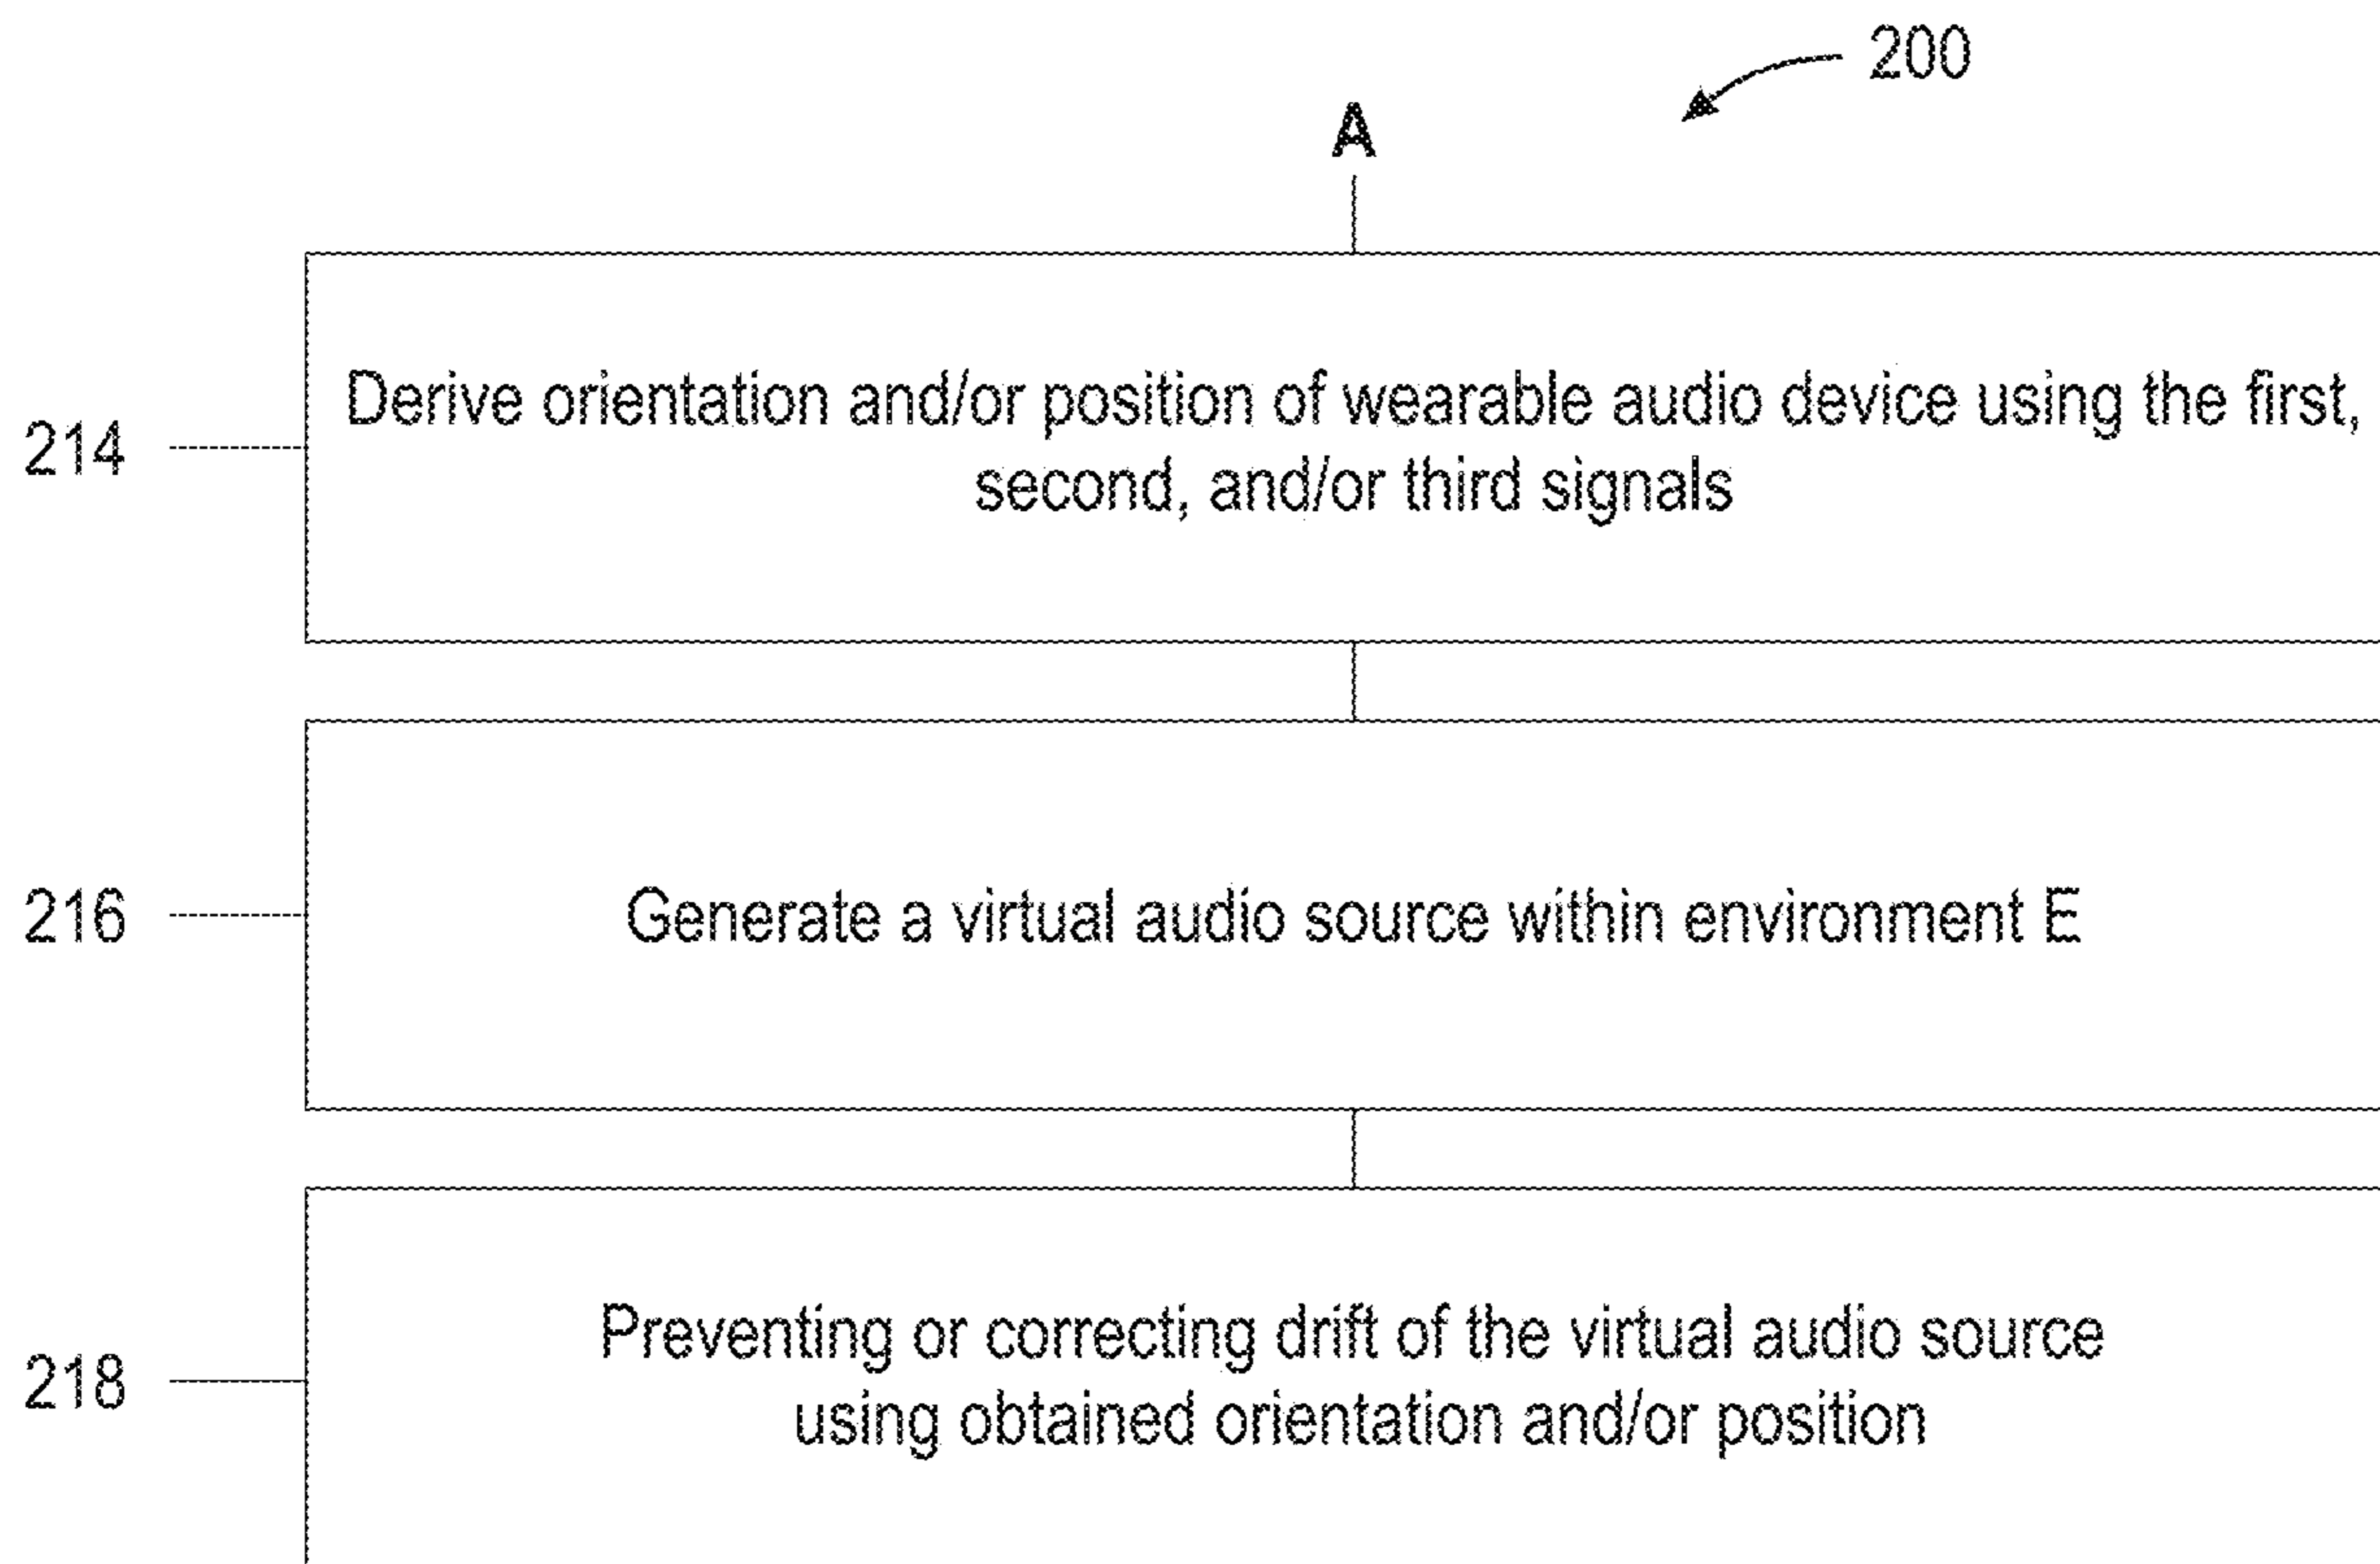 200
A
214
Derive orientation and/or position of wearable audio device using the first,
second, and/or third signals
216
Generate a virtual audio source within environment E
218
Preventing or correcting drift of the virtual audio source
using obtained orientation and/or position